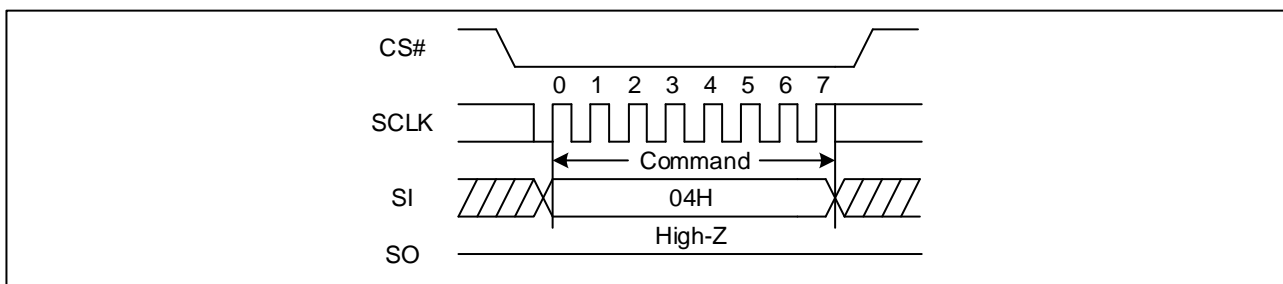 CS#
0 1 2 3 4 5 6 7
SCLK
Command
SI
04H
High-Z
SO